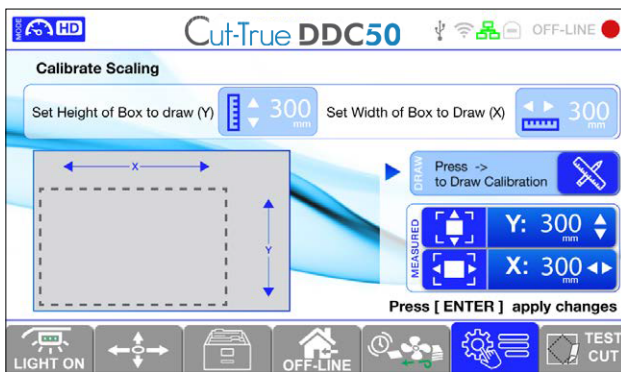 MODE
HD
Cut-True DDC50
OFF-LINE
Calibrate Scaling
Set Height of Box to draw (Y)
300
mm
Set Width of Box to Draw (X)
300
mm
X
Y
DRAW
Press ->
to Draw Calibration
MEASURED
Y: 300
mm
X: 300
mm
Press [ ENTER ] apply changes
LIGHT ON
OFF-LINE
TEST
CUT